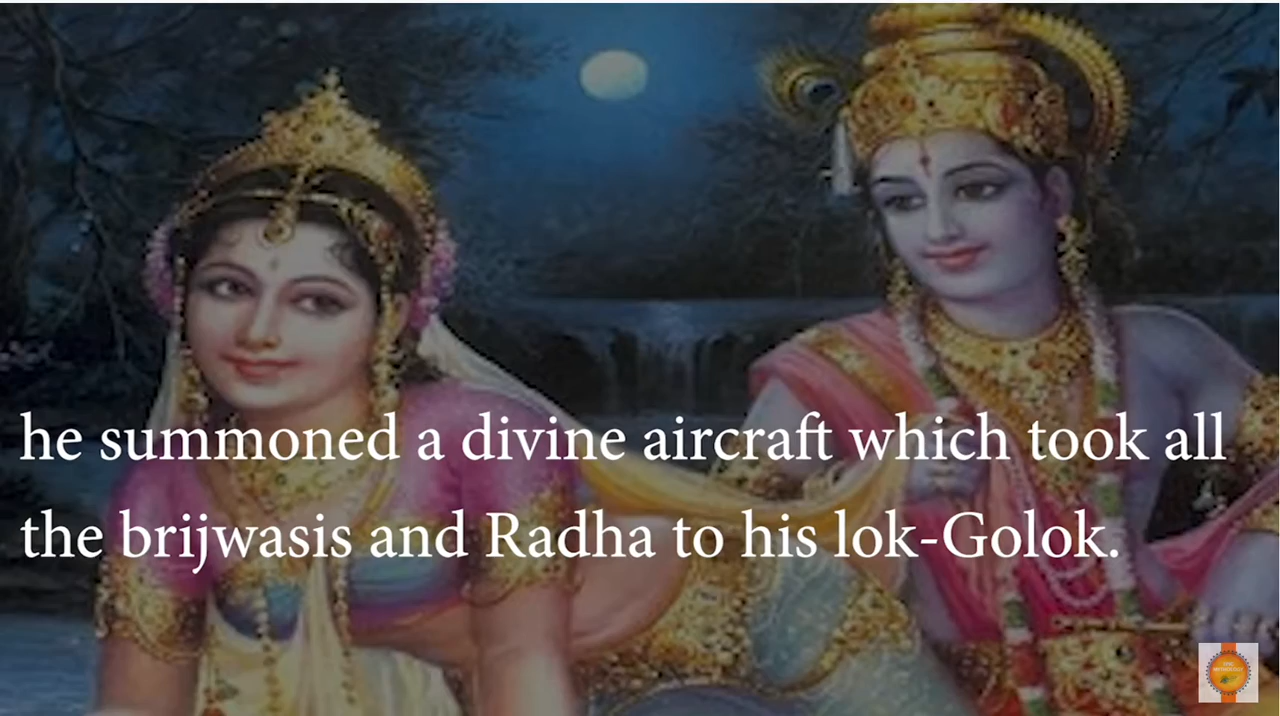 he summoned a divine aircraft which took all
the brijwasis and Radha to his lok-Golok.